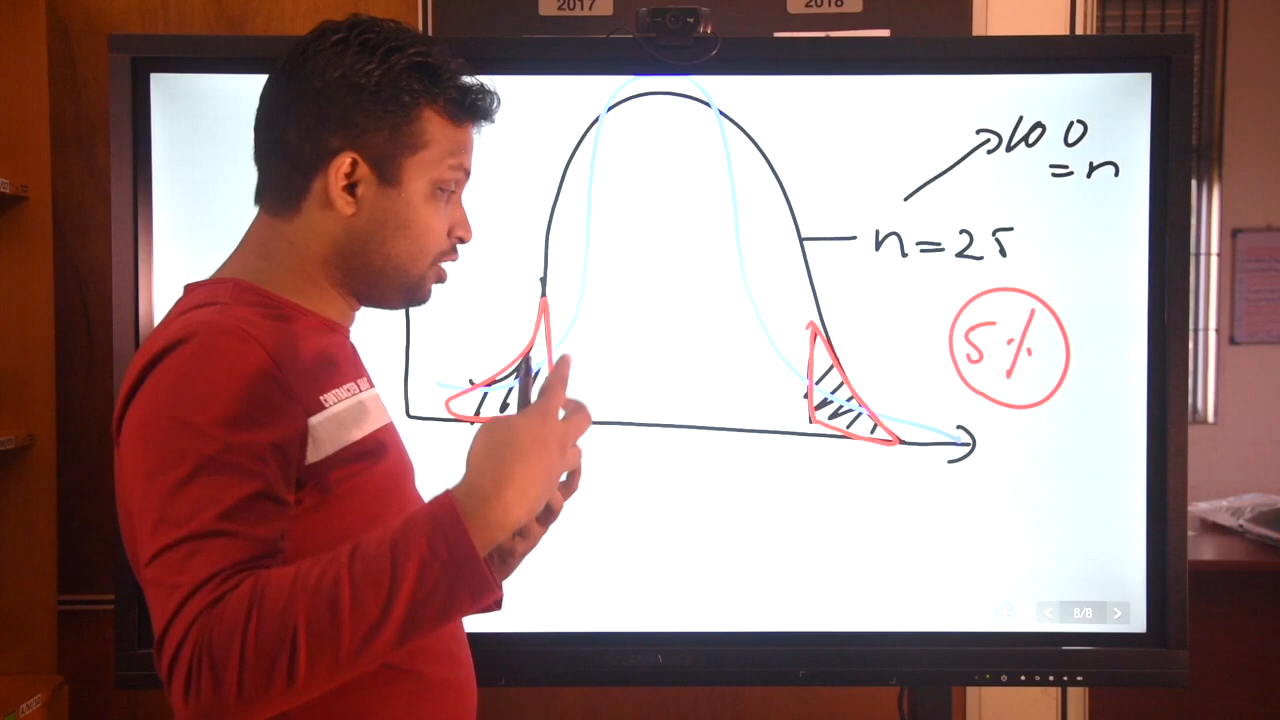 2017
2018
100
= n
n = 25
5%
8/8